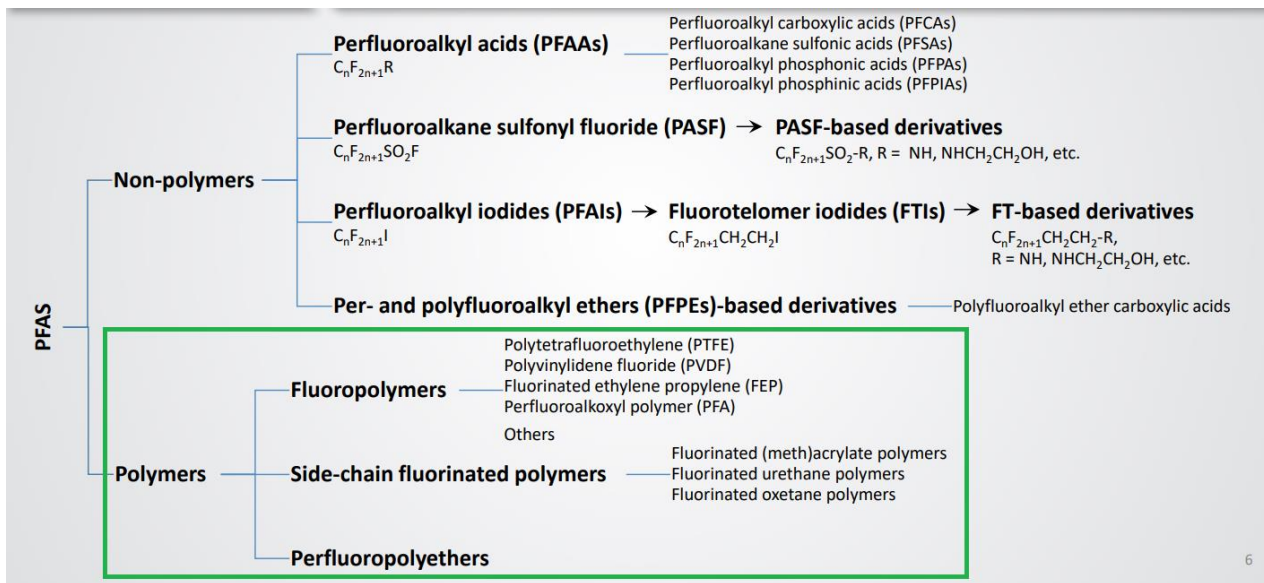 Perfluoroalkyl carboxylic acids (PFCAs)
Perfluoroalkyl acids (PFAAs)
Perfluoroalkane sulfonic acids (PFSAs)
CnF2n+1R
Perfluoroalkyl phosphonic acids (PFPAs)
Perfluoroalkyl phosphinic acids (PFPIAs)
Perfluoroalkane sulfonyl fluoride (PASF) → PASF-based derivatives
CnF2n+1SO2F
CnF2n+1SO2-R, R = NH, NHCH2CH2OH, etc.
Non-polymers
Perfluoroalkyl iodides (PFAIs) → Fluorotelomer iodides (FTIs) → FT-based derivatives
CnF2n+1I
CnF2n+1CH2CH2I
CnF2n+1CH2CH2-R,
R = NH, NHCH2CH2OH, etc.
Per- and polyfluoroalkyl ethers (PFPEs)-based derivatives
Polyfluoroalkyl ether carboxylic acids
PFAS
Polytetrafluoroethylene (PTFE)
Polyvinylidene fluoride (PVDF)
Fluoropolymers
Fluorinated ethylene propylene (FEP)
Perfluoroalkoxyl polymer (PFA)
Others
Polymers
Side-chain fluorinated polymers
Fluorinated (meth)acrylate polymers
Fluorinated urethane polymers
Fluorinated oxetane polymers
Perfluoropolyethers
6